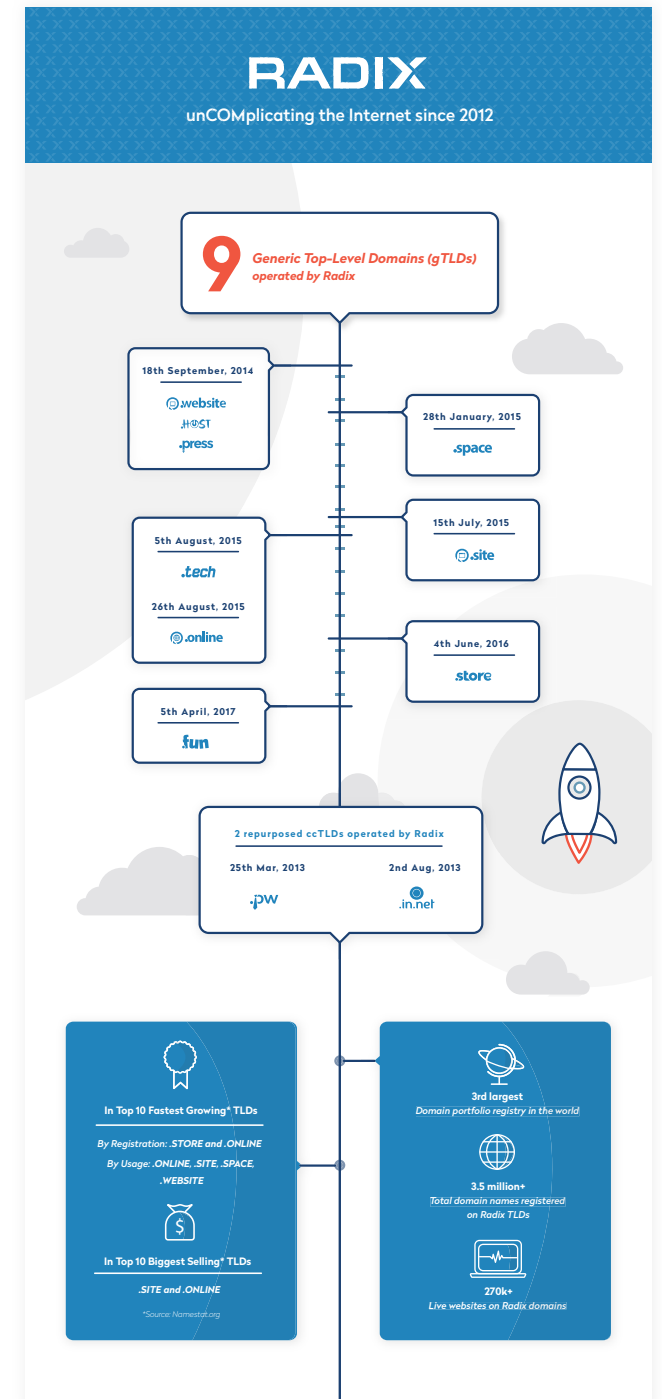 RADIX
unCOMplicating the Internet since 2012
9
Generic Top-Level Domains (gTLDs)
operated by Radix
18th September, 2014
.website
.HOST
.press
28th January, 2015
.space
15th July, 2015
.site
5th August, 2015
.tech
26th August, 2015
.online
4th June, 2016
.store
5th April, 2017
.fun
2 repurposed ccTLDs operated by Radix
25th Mar, 2013
.pw
2nd Aug, 2013
.in.net
In Top 10 Fastest Growing* TLDs
By Registration: .STORE and .ONLINE
By Usage: .ONLINE, .SITE, .SPACE,
.WEBSITE
$
In Top 10 Biggest Selling* TLDs
.SITE and .ONLINE
*Source: Namestat.org
3rd largest
Domain portfolio registry in the world
3.5 million+
Total domain names registered
on Radix TLDs
270k+
Live websites on Radix domains